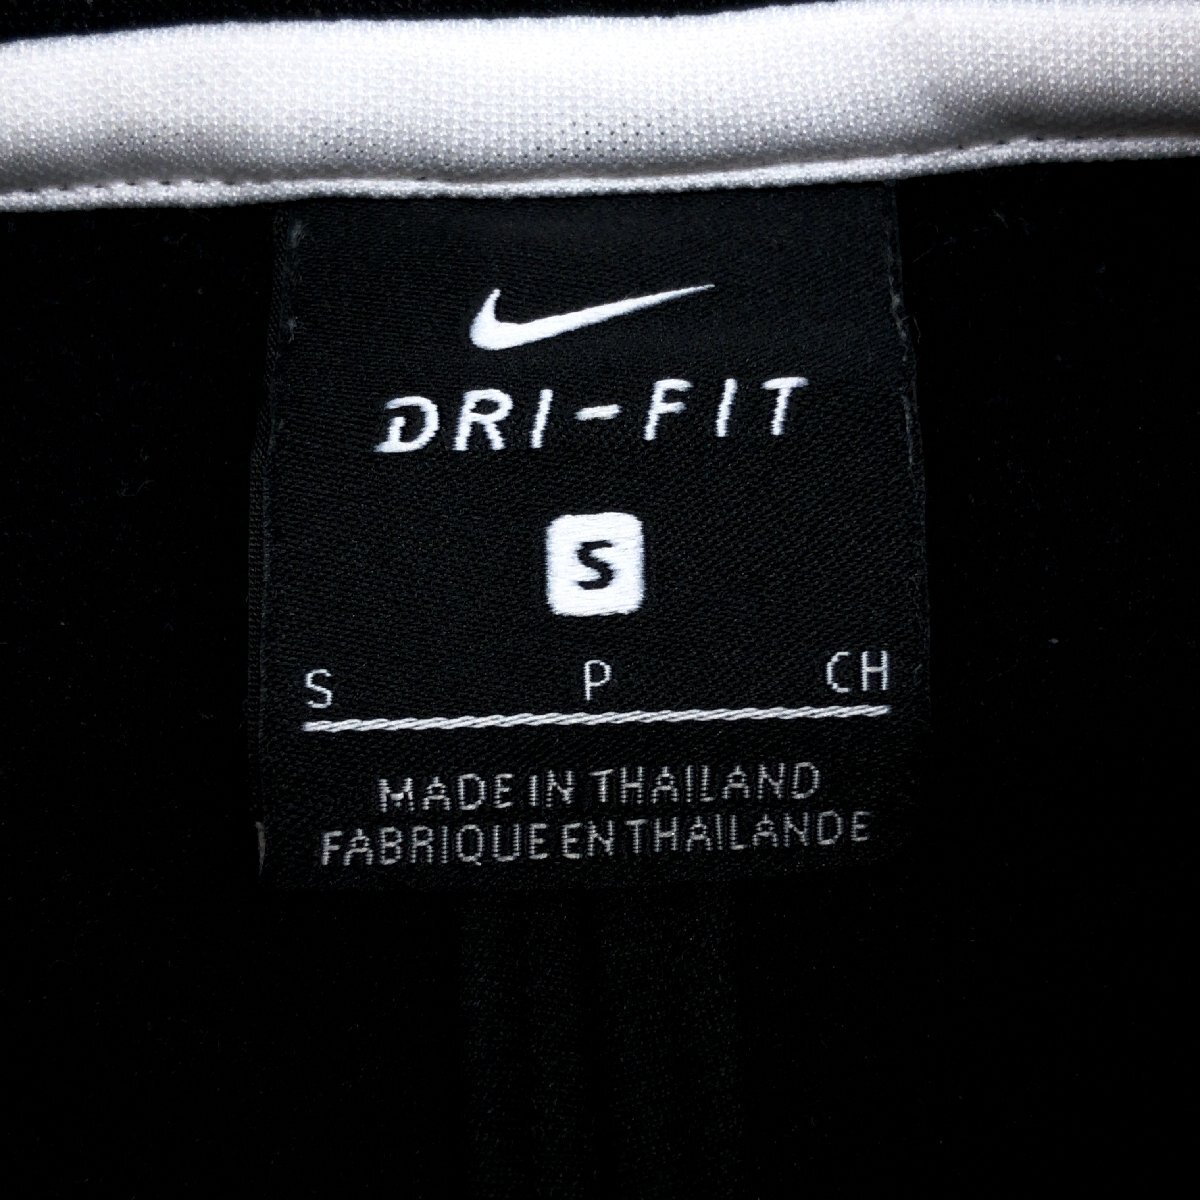 DRI-FIT
S
S P CH
MADE IN THAILAND
FABRIQUE EN THAILANDE